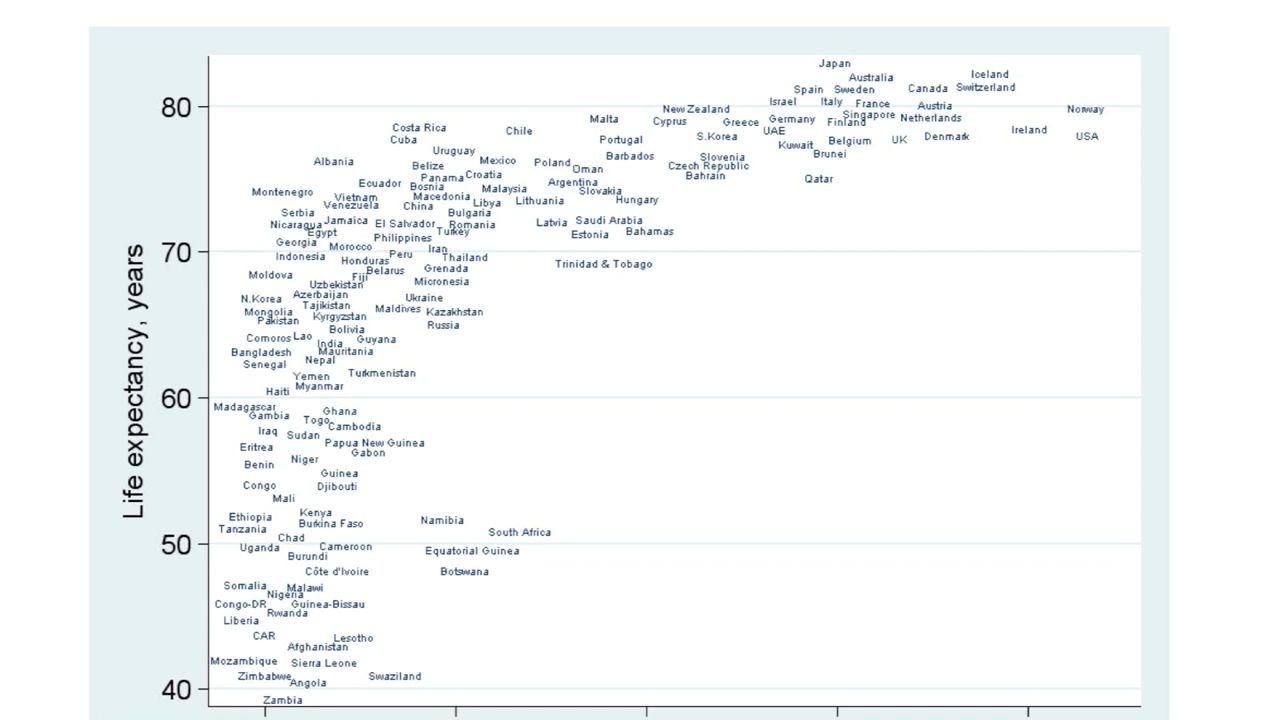 Life expectancy, years
80
70
60
50
40
Japan
Iceland
Australia
Switzerland
Canada
Spain Sweden
Israel Italy France
Austria
Norway
New Zealand
Singapore
Netherlands
Malta
Cyprus Greece Germany Finland
Costa Rica
Chile
UAE
Ireland
Cuba
Portugal
S.Korea
Belgium UK Denmark USA
Kuwait
Uruguay
Brunei
Barbados
Slovenia
Albania
Mexico Poland
Belize
Czech Republic
Oman
Panama Croatia
Bahrain
Qatar
Ecuador
Bosnia
Argentina
Malaysia
Slovakia
Montenegro
Vietnam
Macedonia
Hungary
Lithuania
Venezuela
China
Libya
Serbia
Bulgaria
Jamaica
Saudi Arabia
Nicaragua
El Salvador
Romania
Latvia
Egypt
Turkey
Bahamas
Estonia
Philippines
Georgia
Morocco
Iran
Indonesia
Peru
Thailand
Honduras
Trinidad & Tobago
Belarus
Grenada
Moldova
Fiji
Micronesia
Uzbekistan
Azerbaijan
N.Korea
Ukraine
Tajikistan
Maldives
Mongolia
Kazakhstan
Kyrgyzstan
Pakistan
Russia
Bolivia
Lao
Comoros
Guyana
India
Bangladesh
Mauritania
Nepal
Senegal
Turkmenistan
Yemen
Myanmar
Haiti
Madagascar
Ghana
Gambia
Togo
Cambodia
Iraq
Sudan
Papua New Guinea
Eritrea
Gabon
Niger
Benin
Guinea
Congo
Djibouti
Mali
Kenya
Ethiopia
Namibia
Burkina Faso
Tanzania
South Africa
Chad
Uganda
Cameroon
Equatorial Guinea
Burundi
Côte d'Ivoire
Botswana
Somalia
Malawi
Nigeria
Congo-DR
Guinea-Bissau
Rwanda
Liberia
CAR
Lesotho
Afghanistan
Mozambique
Sierra Leone
Zimbabwe
Swaziland
Angola
Zambia